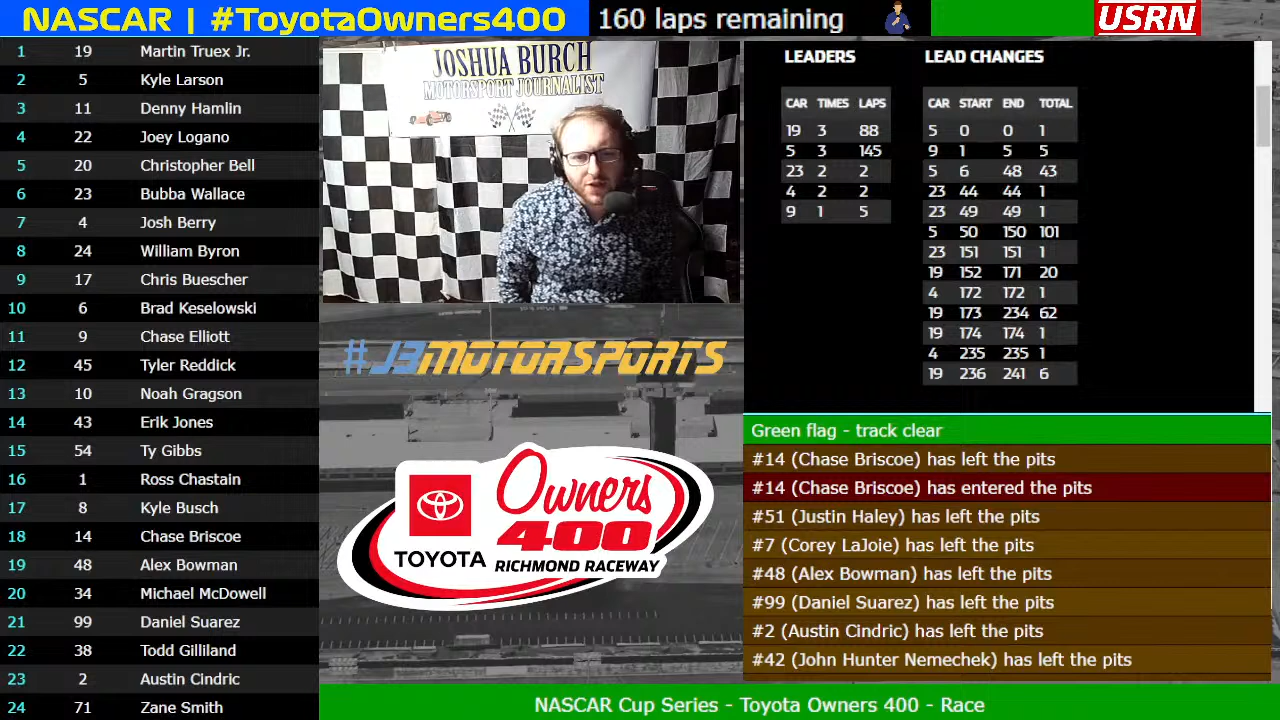 NASCAR | #ToyotaOwners400
160 laps remaining
USRN
1 19 Martin Truex Jr.
2 5 Kyle Larson
3 11 Denny Hamlin
4 22 Joey Logano
5 20 Christopher Bell
6 23 Bubba Wallace
7 4 Josh Berry
8 24 William Byron
9 17 Chris Buescher
10 6 Brad Keselowski
11 9 Chase Elliott
12 45 Tyler Reddick
13 10 Noah Gragson
14 43 Erik Jones
15 54 Ty Gibbs
16 1 Ross Chastain
17 8 Kyle Busch
18 14 Chase Briscoe
19 48 Alex Bowman
20 34 Michael McDowell
21 99 Daniel Suarez
22 38 Todd Gilliland
23 2 Austin Cindric
24 71 Zane Smith
JOSHUA BURCH
MOTORSPORT JOURNALIST
#JBMOTORSPORTS
TOYOTA
Owners
400
RICHMOND RACEWAY
LEADERS
CAR TIMES LAPS
19 3 88
5 3 145
23 2 2
4 2 2
9 1 5
LEAD CHANGES
CAR START END TOTAL
5 0 0 1
9 1 5 5
5 6 48 43
23 44 44 1
23 49 49 1
5 50 150 101
23 151 151 1
19 152 171 20
4 172 172 1
19 173 234 62
19 174 174 1
4 235 235 1
19 236 241 6
Green flag - track clear
#14 (Chase Briscoe) has left the pits
#14 (Chase Briscoe) has entered the pits
#51 (Justin Haley) has left the pits
#7 (Corey LaJoie) has left the pits
#48 (Alex Bowman) has left the pits
#99 (Daniel Suarez) has left the pits
#2 (Austin Cindric) has left the pits
#42 (John Hunter Nemechek) has left the pits
NASCAR Cup Series - Toyota Owners 400 - Race